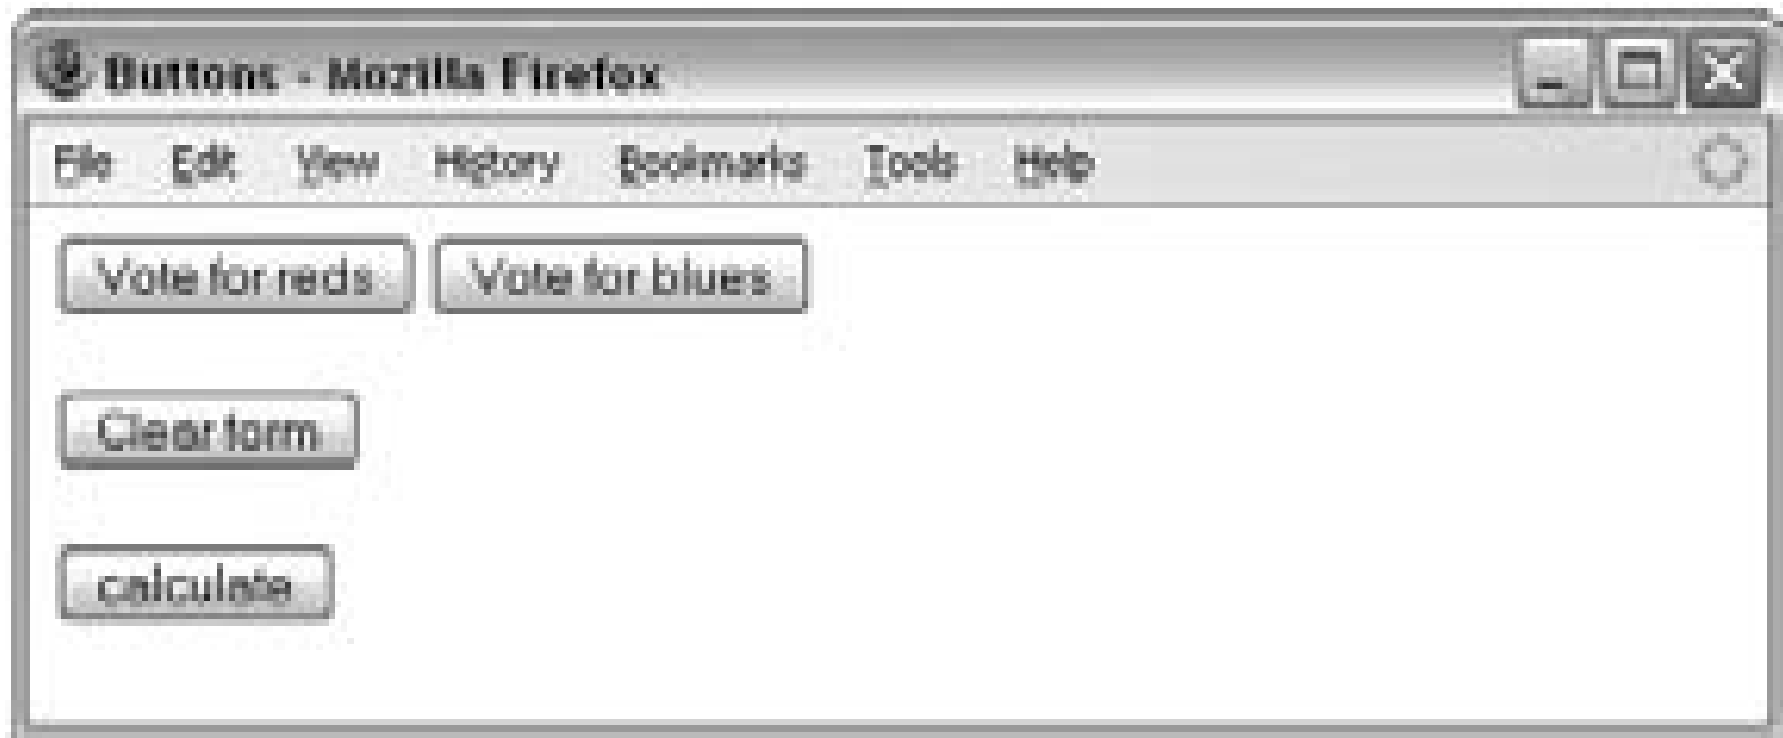 Buttons - Mozilla Firefox
File Edit View History Bookmarks Tools Help
Vote for reds Vote for blues
Clear form
calculate